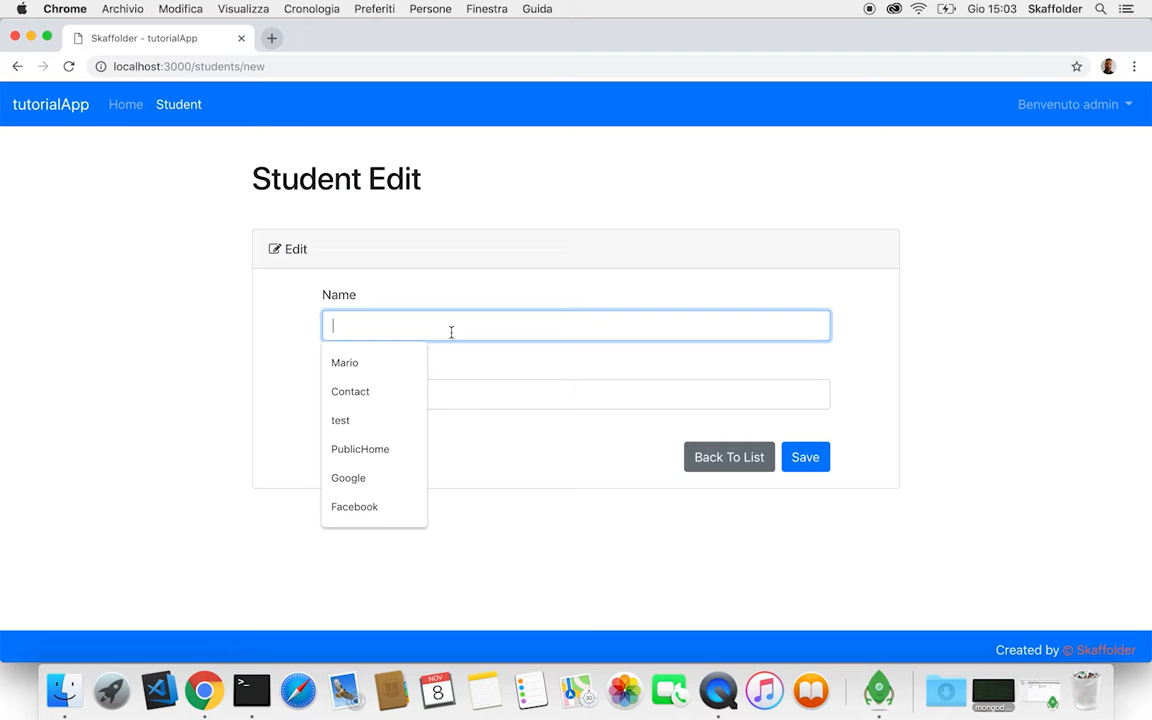 Chrome Archivio Modifica Visualizza Cronologia Preferiti Persone Finestra Guida Gio 15:03 Skaffolder
Skaffolder - tutorialApp
localhost:3000/students/new
tutorialApp Home Student Benvenuto admin
Student Edit
Edit
Name
Mario
Contact
test
PublicHome
Google
Facebook
Back To List Save
Created by © Skaffolder
NOV
8
mongod...